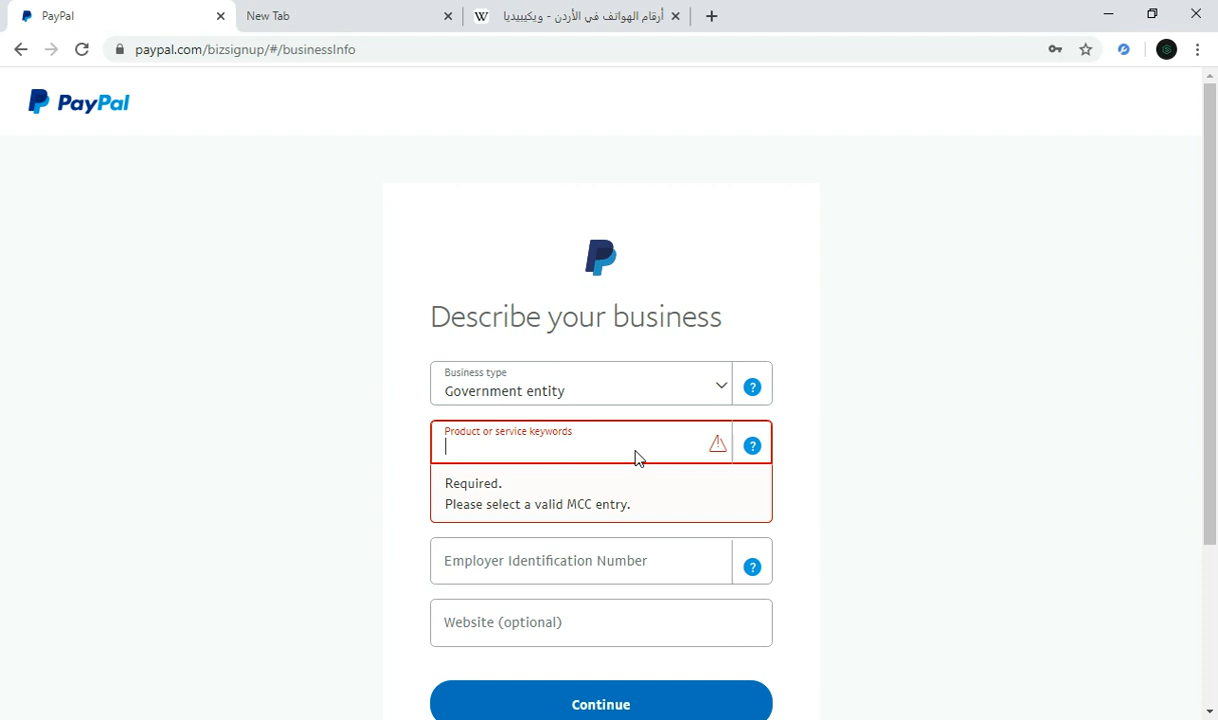 PayPal
New Tab
W أرقام الهواتف في الأردن - ويكيبيديا
paypal.com/bizsignup/#/businessInfo
PayPal
Describe your business
Business type
Government entity
?
Product or service keywords
?
Required.
Please select a valid MCC entry.
Employer Identification Number
?
Website (optional)
Continue